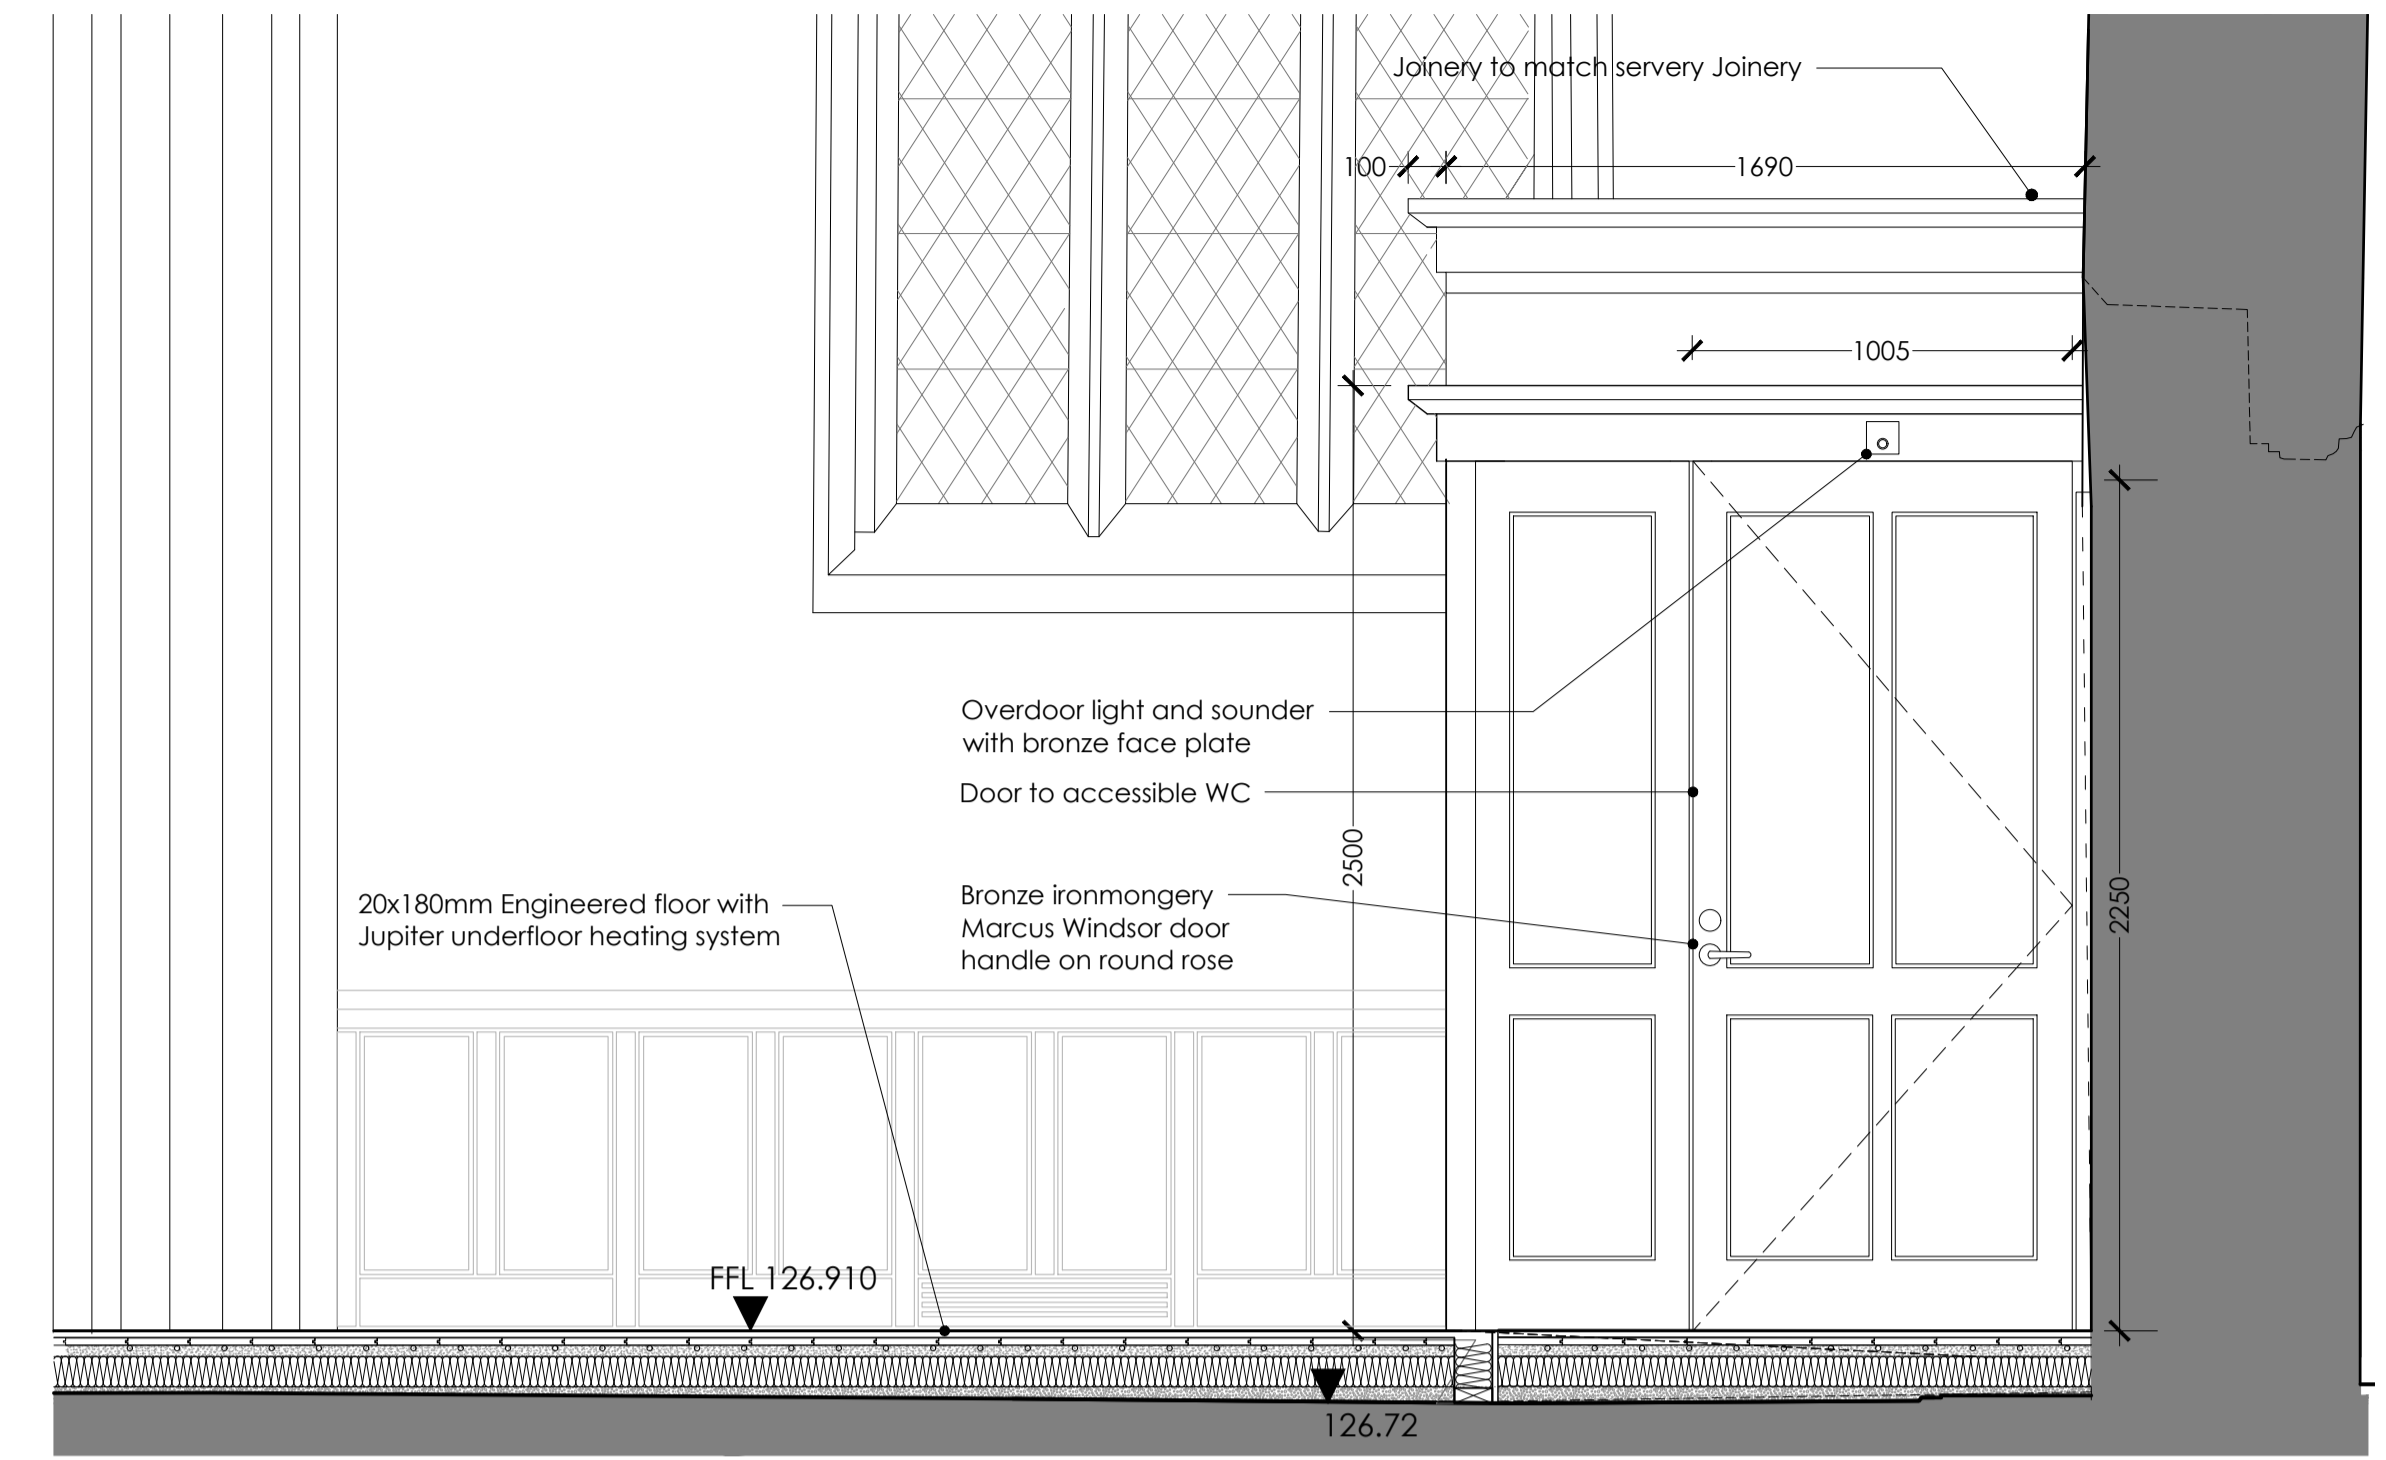 Joinery to match servery Joinery
100
1690
1005
Overdoor light and sounder
with bronze face plate
Door to accessible WC
2500
Bronze ironmongery
Marcus Windsor door
handle on round rose
20x180mm Engineered floor with
Jupiter underfloor heating system
2250
FFL 126.910
126.72